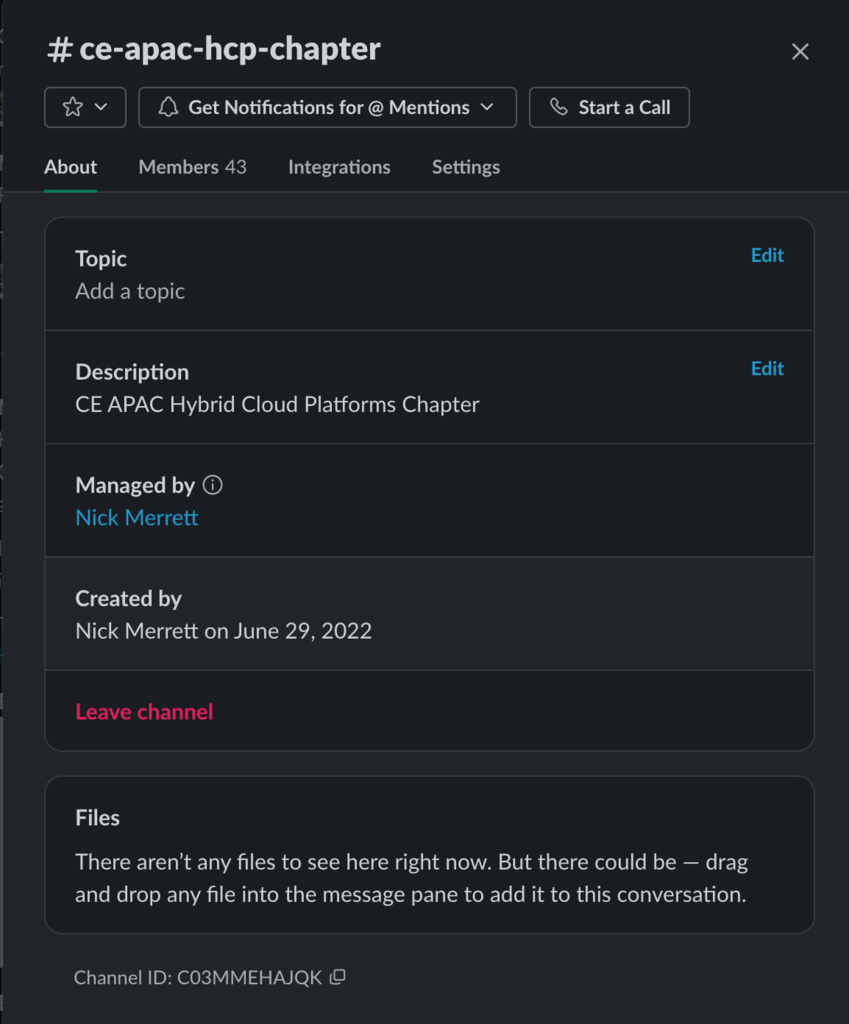 # ce-apac-hcp-chapter
Get Notifications for @ Mentions
Start a Call
About Members 43 Integrations Settings
Topic
Edit
Add a topic
Description
Edit
CE APAC Hybrid Cloud Platforms Chapter
Managed by
Nick Merrett
Created by
Nick Merrett on June 29, 2022
Leave channel
Files
There aren’t any files to see here right now. But there could be — drag
and drop any file into the message pane to add it to this conversation.
Channel ID: C03MMEHAJQK